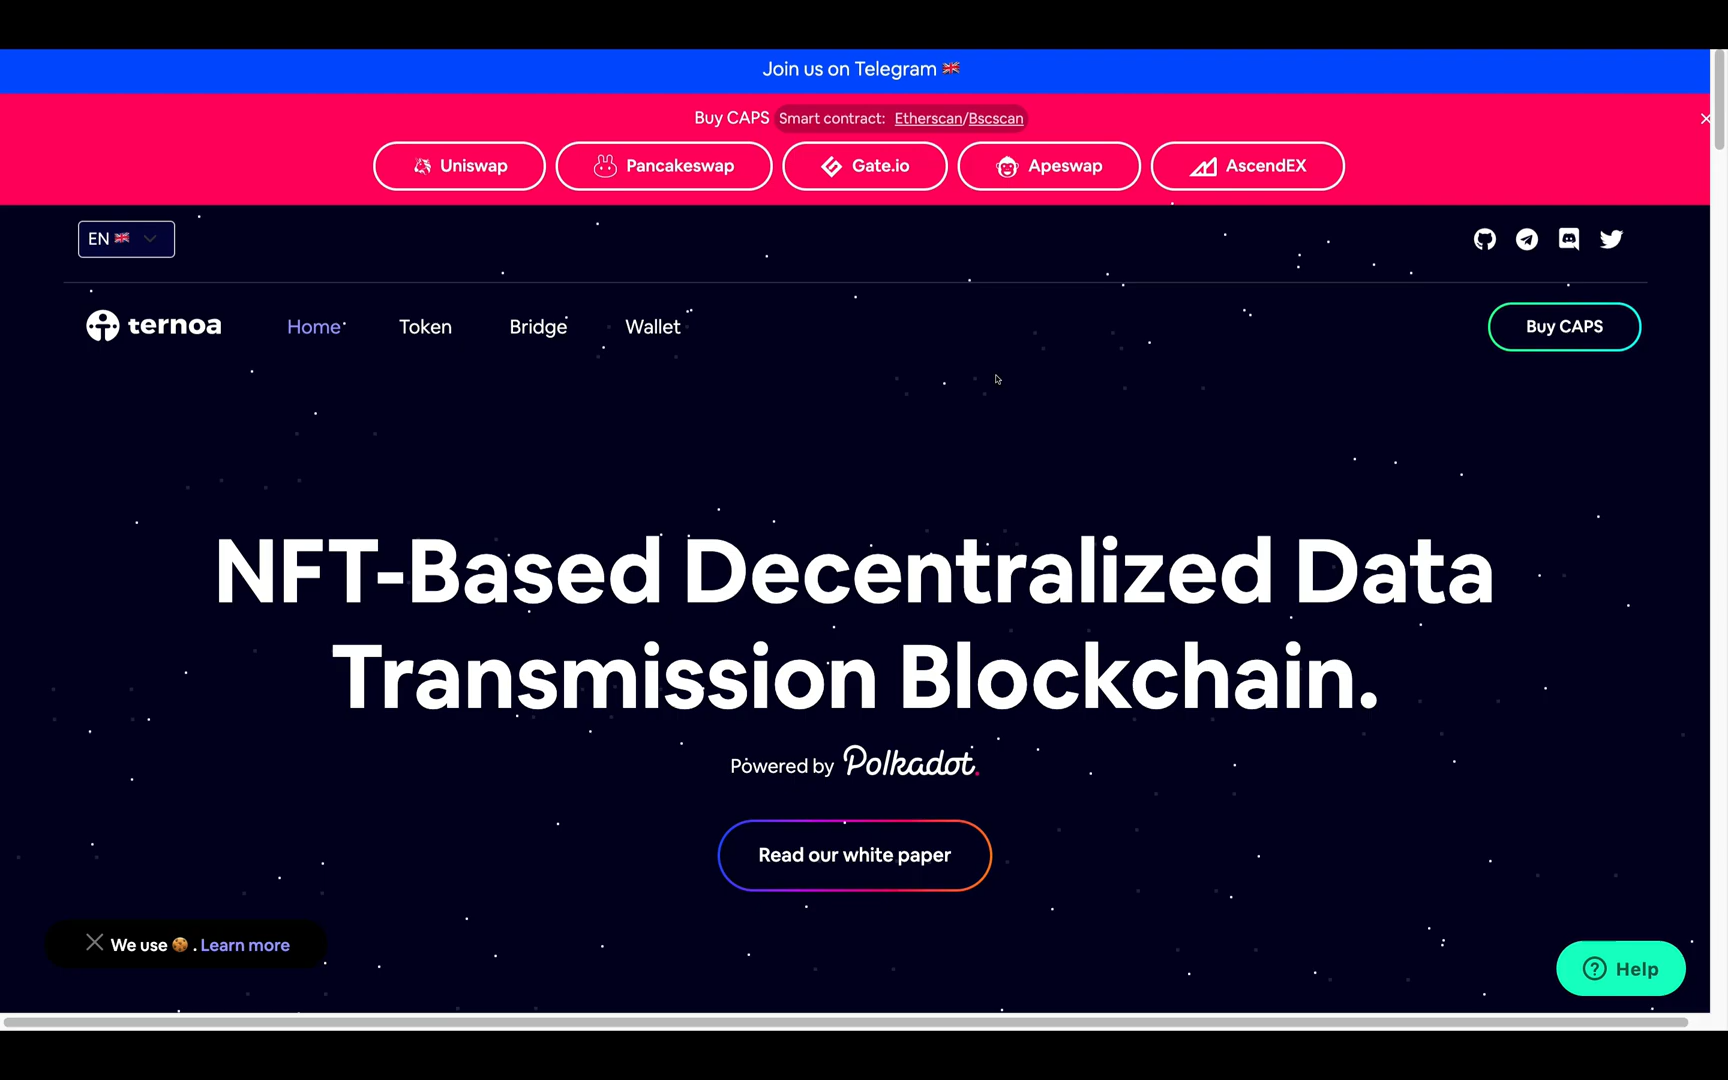 Join us on Telegram 🇬🇧
Buy CAPS Smart contract: Etherscan/Bscscan
Uniswap Pancakeswap Gate.io Apeswap AscendEX
EN 🇬🇧
ternoa Home Token Bridge Wallet Buy CAPS
NFT-Based Decentralized Data
Transmission Blockchain.
Powered by Polkadot.
Read our white paper
We use 🍪 . Learn more
Help